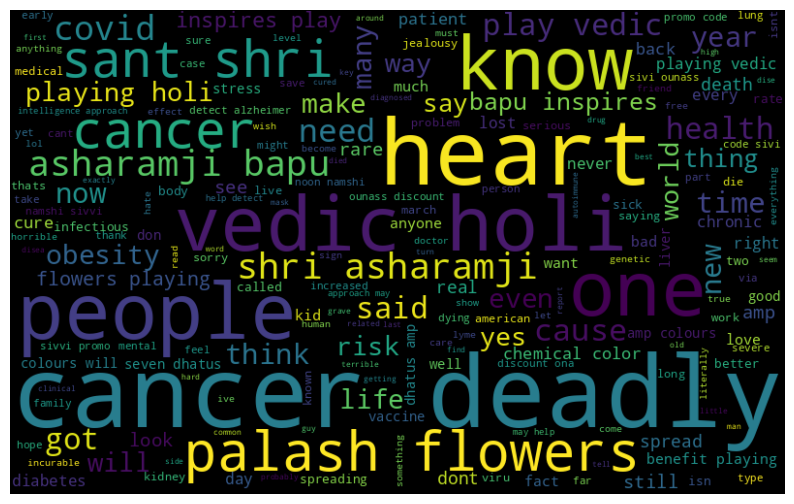 early inspires play patient play vedic year promo code lung
first around must isnt
anything covid sure level many jealousy way know back playing vedic
sant shri case high sivi ounass death
medical cured key much every rate
playing holi stress save diagnosed friend free dise
intelligence approach effect detect alzheimer make say bapu inspires health
cancer wish drug code sivi
yet cant need problem lost serious
lol might rare heart never world thing
asharamji bapu become died best part
thats exactly noon namshi person die everything
now body see live ounass discount saying time
take hate help detect mask autoimmune
namshi sivvi don march doctor sick chronic
cure infectious vedic holi anyone bad genetic
horrible thank sorry word sign turn liver right
obesity read shri asharamji want new two via
dised
flowers playing called increased real even one good
approach may show report true seem
people kid said yes cause work amp
human grave dying american let amp colours love
sivvi promo mental related last lyme care old severe
feel think risk find chemical color
colours will seven dhatus terrible well dhatus amp discount ona long better
clinical hard getting literally
family ive known cancer deadly life vaccine common little
got hope guy may help come man
look palash flowers something spread benefit playing
incurable will side tell
diabetes kidney day probably spreading dont viru fact far still isn type